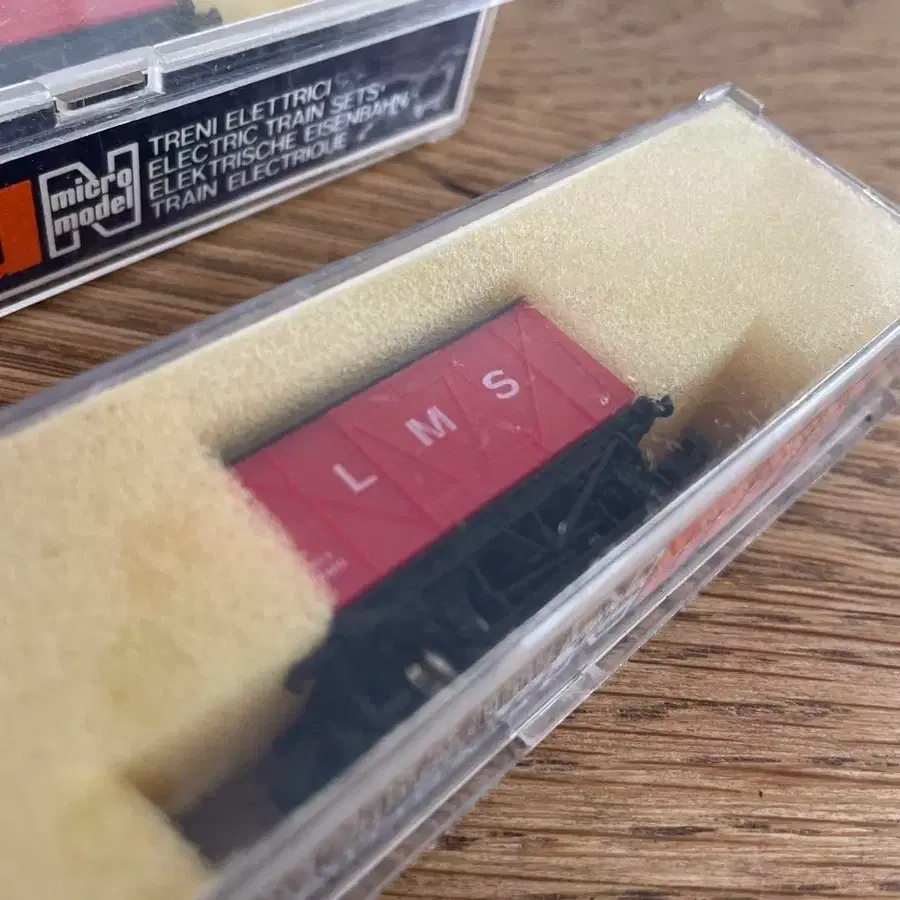 TRENI ELETTRICI
ELECTRIC TRAIN SETS
ELEKTRISCHE EISENBAHN
TRAIN ELECTRIQUE
N
micro
model
L M S